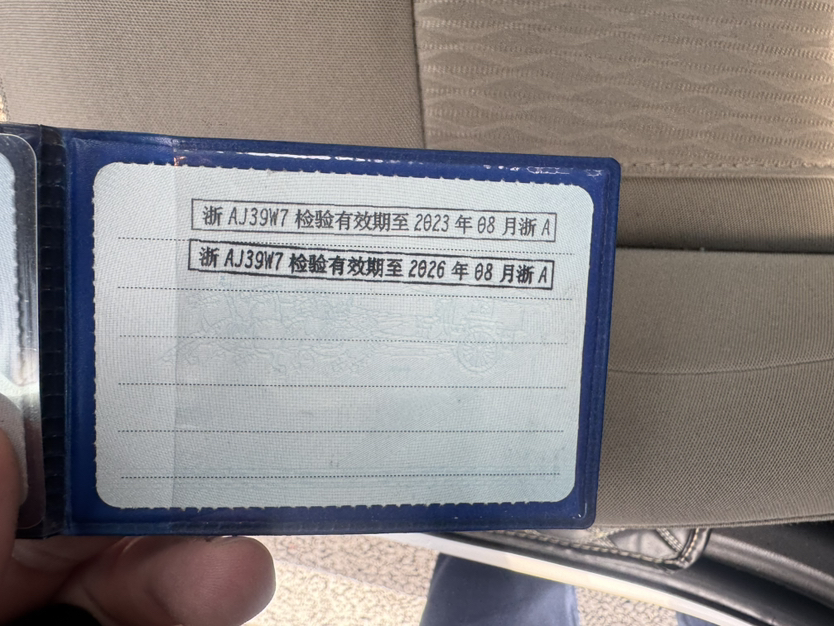 浙 AJ39W7 检验有效期至 2023 年 08 月浙 A
浙 AJ39W7 检验有效期至 2026 年 08 月浙 A